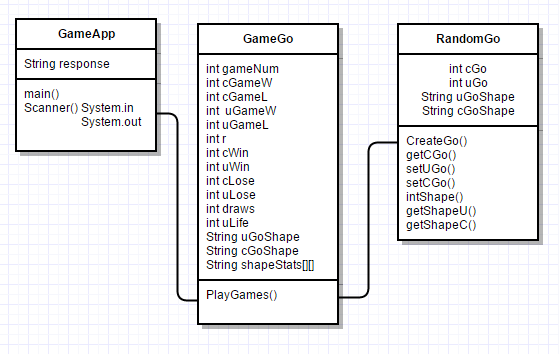 GameApp
String response
main()
Scanner() System.in
System.out
GameGo
int gameNum
int cGameW
int cGameL
int uGameW
int uGameL
int r
int cWin
int uWin
int cLose
int uLose
int draws
int uLife
String uGoShape
String cGoShape
String shapeStats[][]
PlayGames()
RandomGo
int cGo
int uGo
String uGoShape
String cGoShape
CreateGo()
getCGo()
setUGo()
setCGo()
intShape()
getShapeU()
getShapeC()